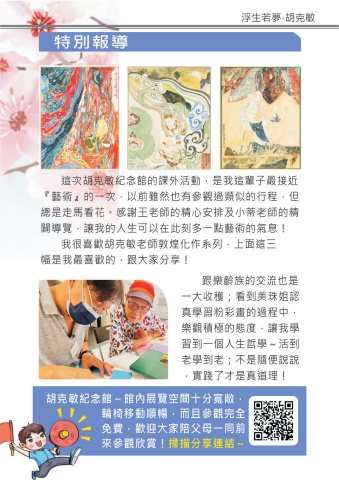 浮生若夢-胡克敏
特別報導
這次胡克敏紀念館的課外活動，是我這輩子最接近
『藝術』的一次，以前雖然也有參觀過類似的行程，但
總是走馬看花。感謝王老師的精心安排及小蒂老師的精
闢導覽，讓我的人生可以在此刻多一點藝術的氣息！
我很喜歡胡克敏老師敦煌化作系列，上面這三
幅是我最喜歡的，跟大家分享！
跟樂齡族的交流也是
一大收穫；看到美珠姐認
真學習粉彩畫的過程中，
樂觀積極的態度，讓我學
習到一個人生哲學～活到
老學到老；不是隨便說說
，實踐了才是真道理！
胡克敏紀念館～館內展覽空間十分寬敞，
輪椅移動順暢，而且參觀完全
免費，歡迎大家陪父母一同前
來參觀欣賞！掃描分享連結～